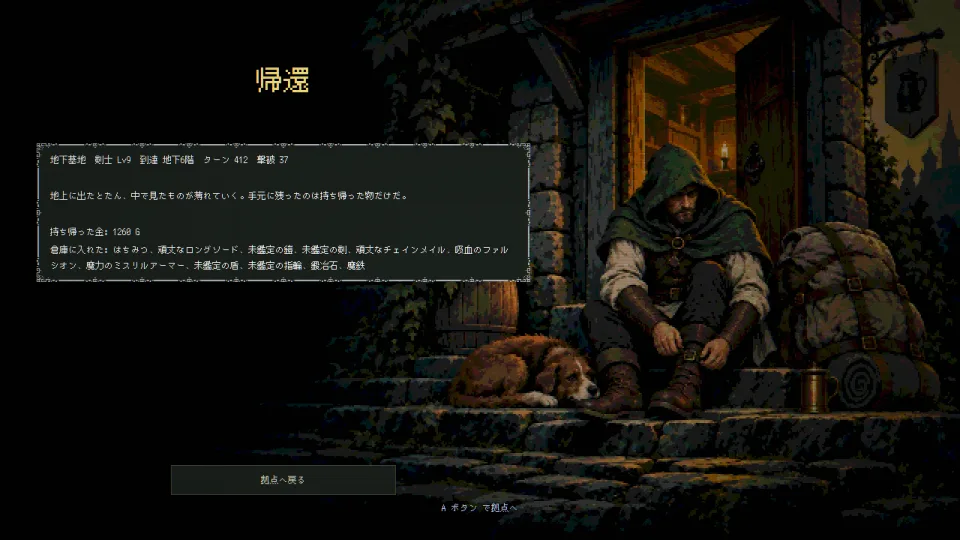 帰還
地下墓地 剣士 Lv9 到達 地下6階 ターン 412 撃破 37
地上に出たとたん、中で見たものが薄れていく。手元に残ったのは持ち帰った物だけだ。
持ち帰った金: 1260 G
倉庫に入れた: はちみつ、頑丈なロングソード、未鑑定の鎧、未鑑定の剣、頑丈なチェインメイル、吸血のファル
シオン、魔力のミスリルアーマー、未鑑定の盾、未鑑定の指輪、鍛冶石、魔鉄
拠点へ戻る
A ボタン で拠点へ